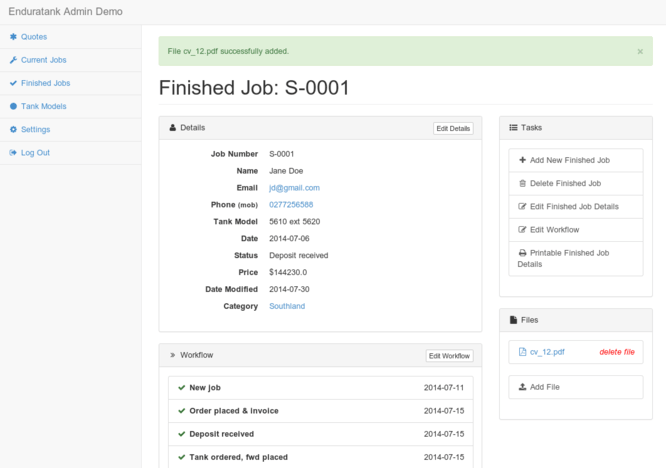 Enduratank Admin Demo
Quotes
Current Jobs
Finished Jobs
Tank Models
Settings
Log Out
File cv_12.pdf successfully added.
×
Finished Job: S-0001
Details
Edit Details
Job Number S-0001
Name Jane Doe
Email jd@gmail.com
Phone (mob) 0277256588
Tank Model 5610 ext 5620
Date 2014-07-06
Status Deposit received
Price $144230.0
Date Modified 2014-07-30
Category Southland
Workflow
Edit Workflow
New job 2014-07-11
Order placed & invoice 2014-07-15
Deposit received 2014-07-15
Tank ordered, fwd placed 2014-07-15
Tasks
Add New Finished Job
Delete Finished Job
Edit Finished Job Details
Edit Workflow
Printable Finished Job
Details
Files
cv_12.pdf delete file
Add File